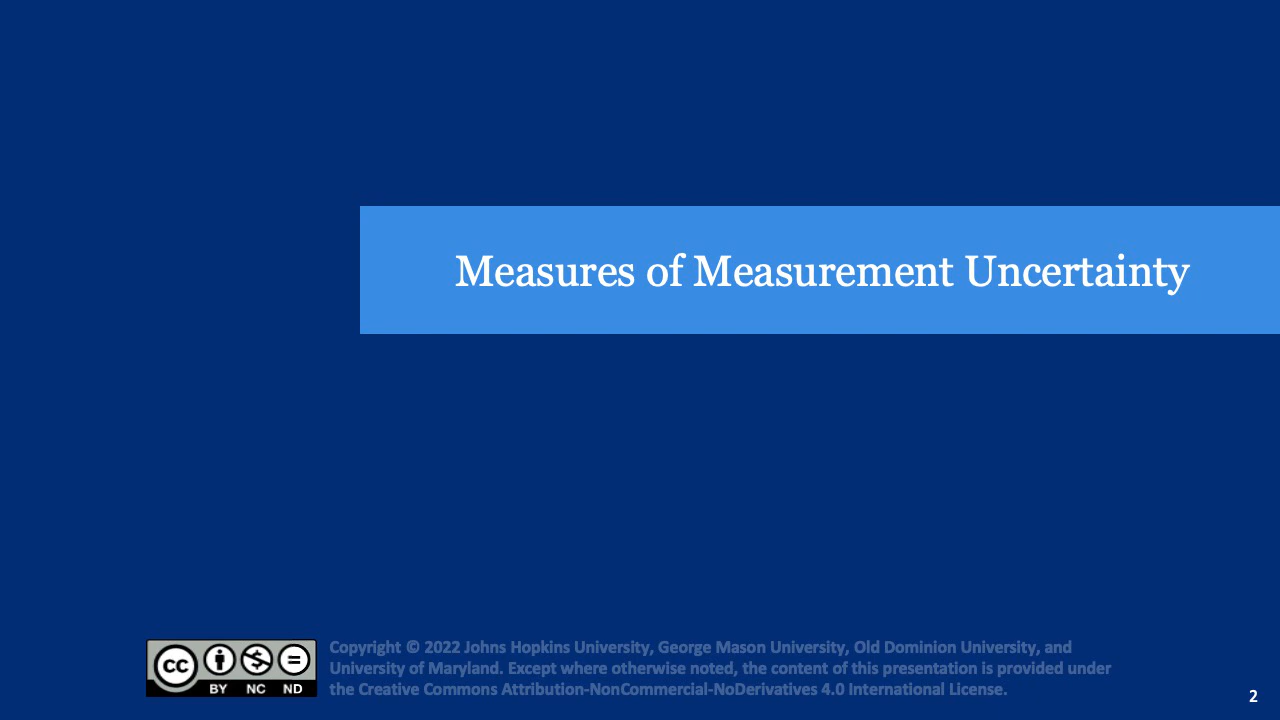 Measures of Measurement Uncertainty
Copyright © 2022 Johns Hopkins University, George Mason University, Old Dominion University, and
University of Maryland. Except where otherwise noted, the content of this presentation is provided under
the Creative Commons Attribution-NonCommercial-NoDerivatives 4.0 International License.
cc
BY NC ND
2